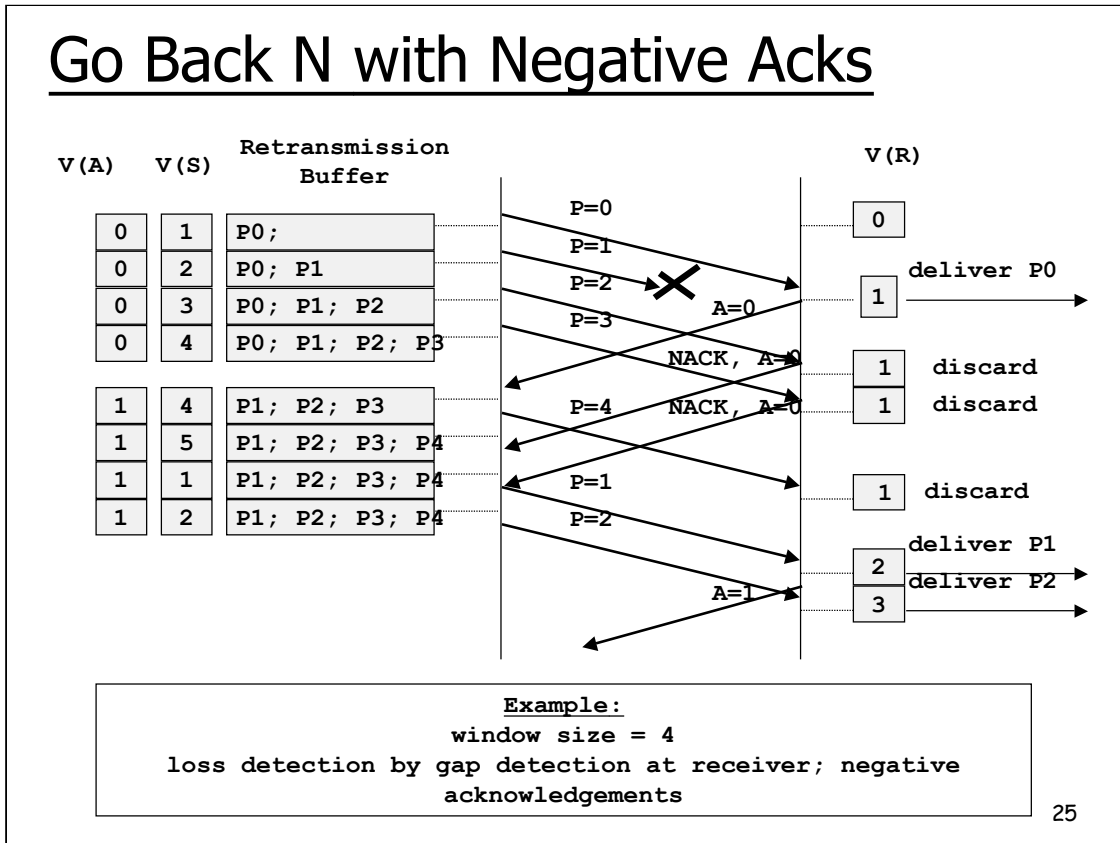 Go Back N with Negative Acks
V(A) V(S) Retransmission Buffer V(R)
0 1 P0;
0 2 P0; P1
0 3 P0; P1; P2
0 4 P0; P1; P2; P3
1 4 P1; P2; P3
1 5 P1; P2; P3; P4
1 1 P1; P2; P3; P4
1 2 P1; P2; P3; P4
P=0
P=1
P=2
P=3
A=0
NACK, A=0
P=4 NACK, A=0
P=1
P=2
A=1
0
1 deliver P0
1 discard
1 discard
1 discard
2 deliver P1
3 deliver P2
Example:
window size = 4
loss detection by gap detection at receiver; negative
acknowledgements
25